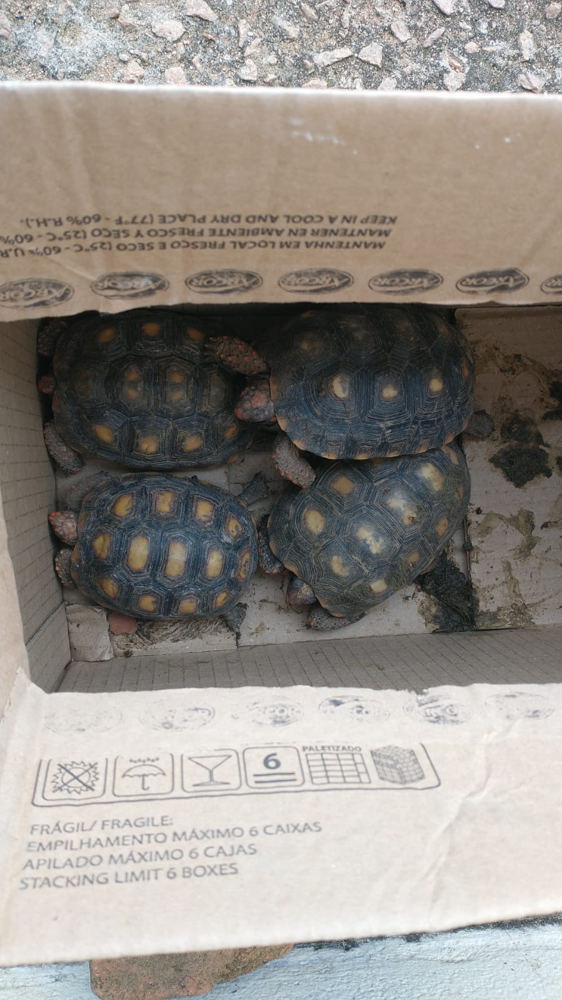 MANTENHA EM LOCAL FRESCO E SECO (25°C - 60% U.R
MANTENER EN AMBIENTE FRESCO Y SECO (25°C - 60%
KEEP IN A COOL AND DRY PLACE (77°F - 60% R.H.).
ARCOR ARCOR ARCOR ARCOR ARCOR ARCOR
6
PALETIZADO
FRÁGIL/ FRAGILE:
EMPILHAMENTO MÁXIMO 6 CAIXAS
APILADO MÁXIMO 6 CAJAS
STACKING LIMIT 6 BOXES